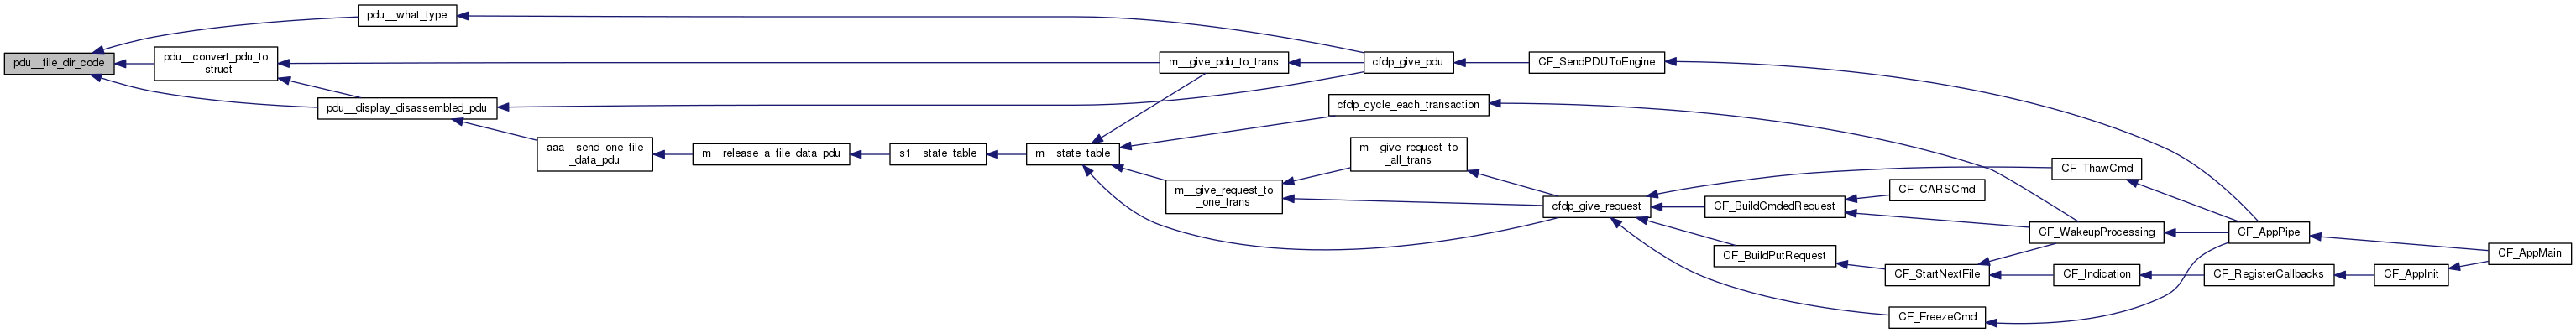 pdu__file_dir_code
pdu__what_type
pdu__convert_pdu_to
_struct
pdu__display_disassembled_pdu
aaa__send_one_file
_data_pdu
m__release_a_file_data_pdu
s1__state_table
m__state_table
m__give_pdu_to_trans
cfdp_cycle_each_transaction
m__give_request_to
_one_trans
m__give_request_to
_all_trans
cfdp_give_pdu
cfdp_give_request
CF_SendPDUToEngine
CF_BuildCmdedRequest
CF_BuildPutRequest
CF_CARSCmd
CF_StartNextFile
CF_FreezeCmd
CF_ThawCmd
CF_WakeupProcessing
CF_Indication
CF_AppPipe
CF_RegisterCallbacks
CF_AppInit
CF_AppMain